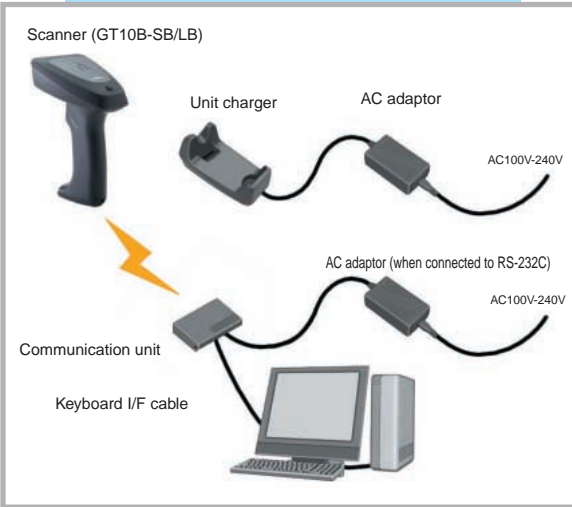 Scanner (GT10B-SB/LB)
Unit charger
AC adaptor
AC100V-240V
AC adaptor (when connected to RS-232C)
AC100V-240V
Communication unit
Keyboard I/F cable